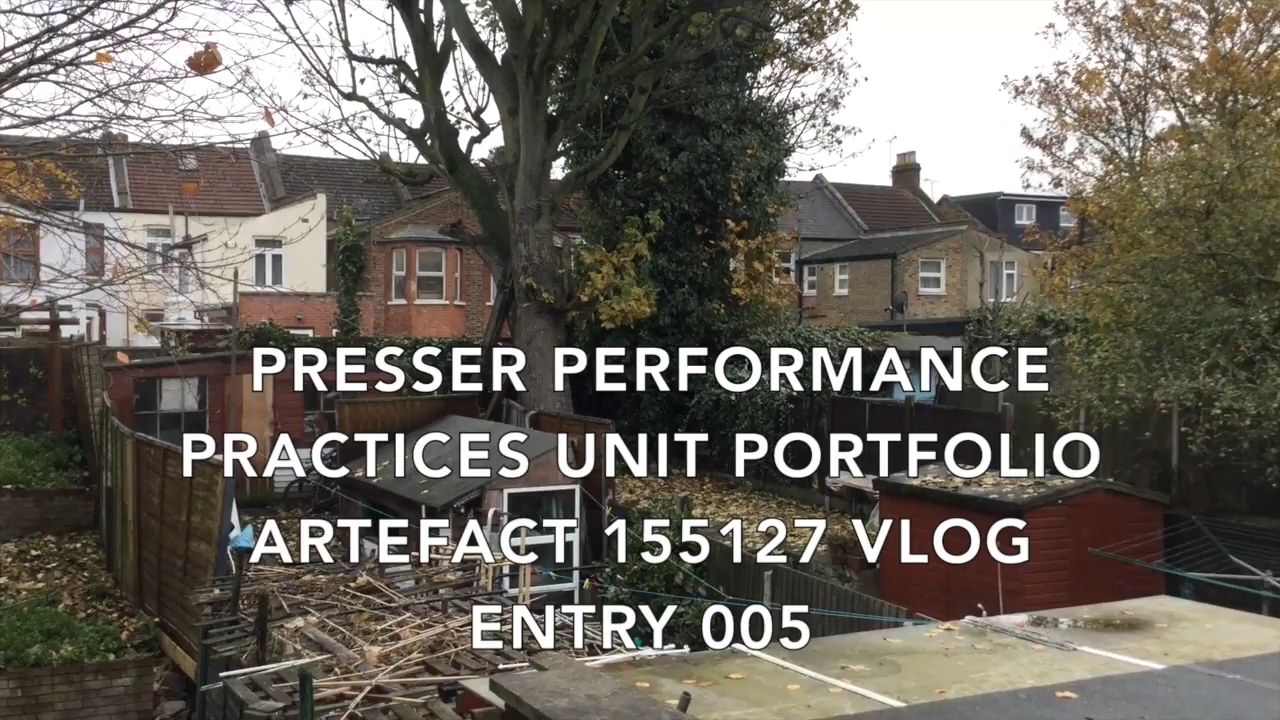 PRESSER PERFORMANCE
PRACTICES UNIT PORTFOLIO
ARTEFACT 155127 VLOG
ENTRY 005